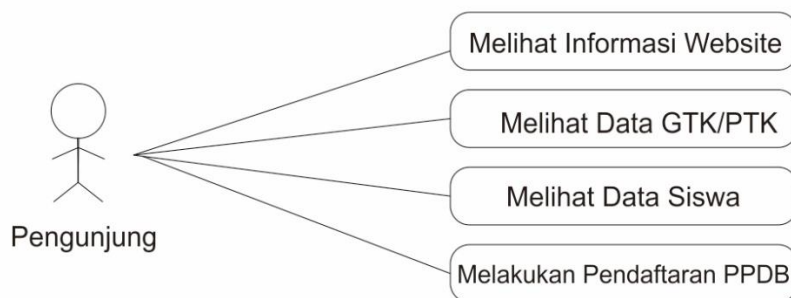 Melihat Informasi Website
Melihat Data GTK/PTK
Melihat Data Siswa
Pengunjung
Melakukan Pendaftaran PPDB